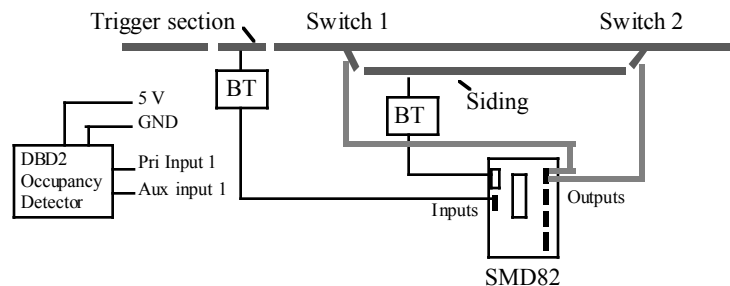 Trigger section
Switch 1
Switch 2
BT
BT
Siding
5 V
GND
DBD2
Occupancy
Detector
Pri Input 1
Aux input 1
Inputs
Outputs
SMD82